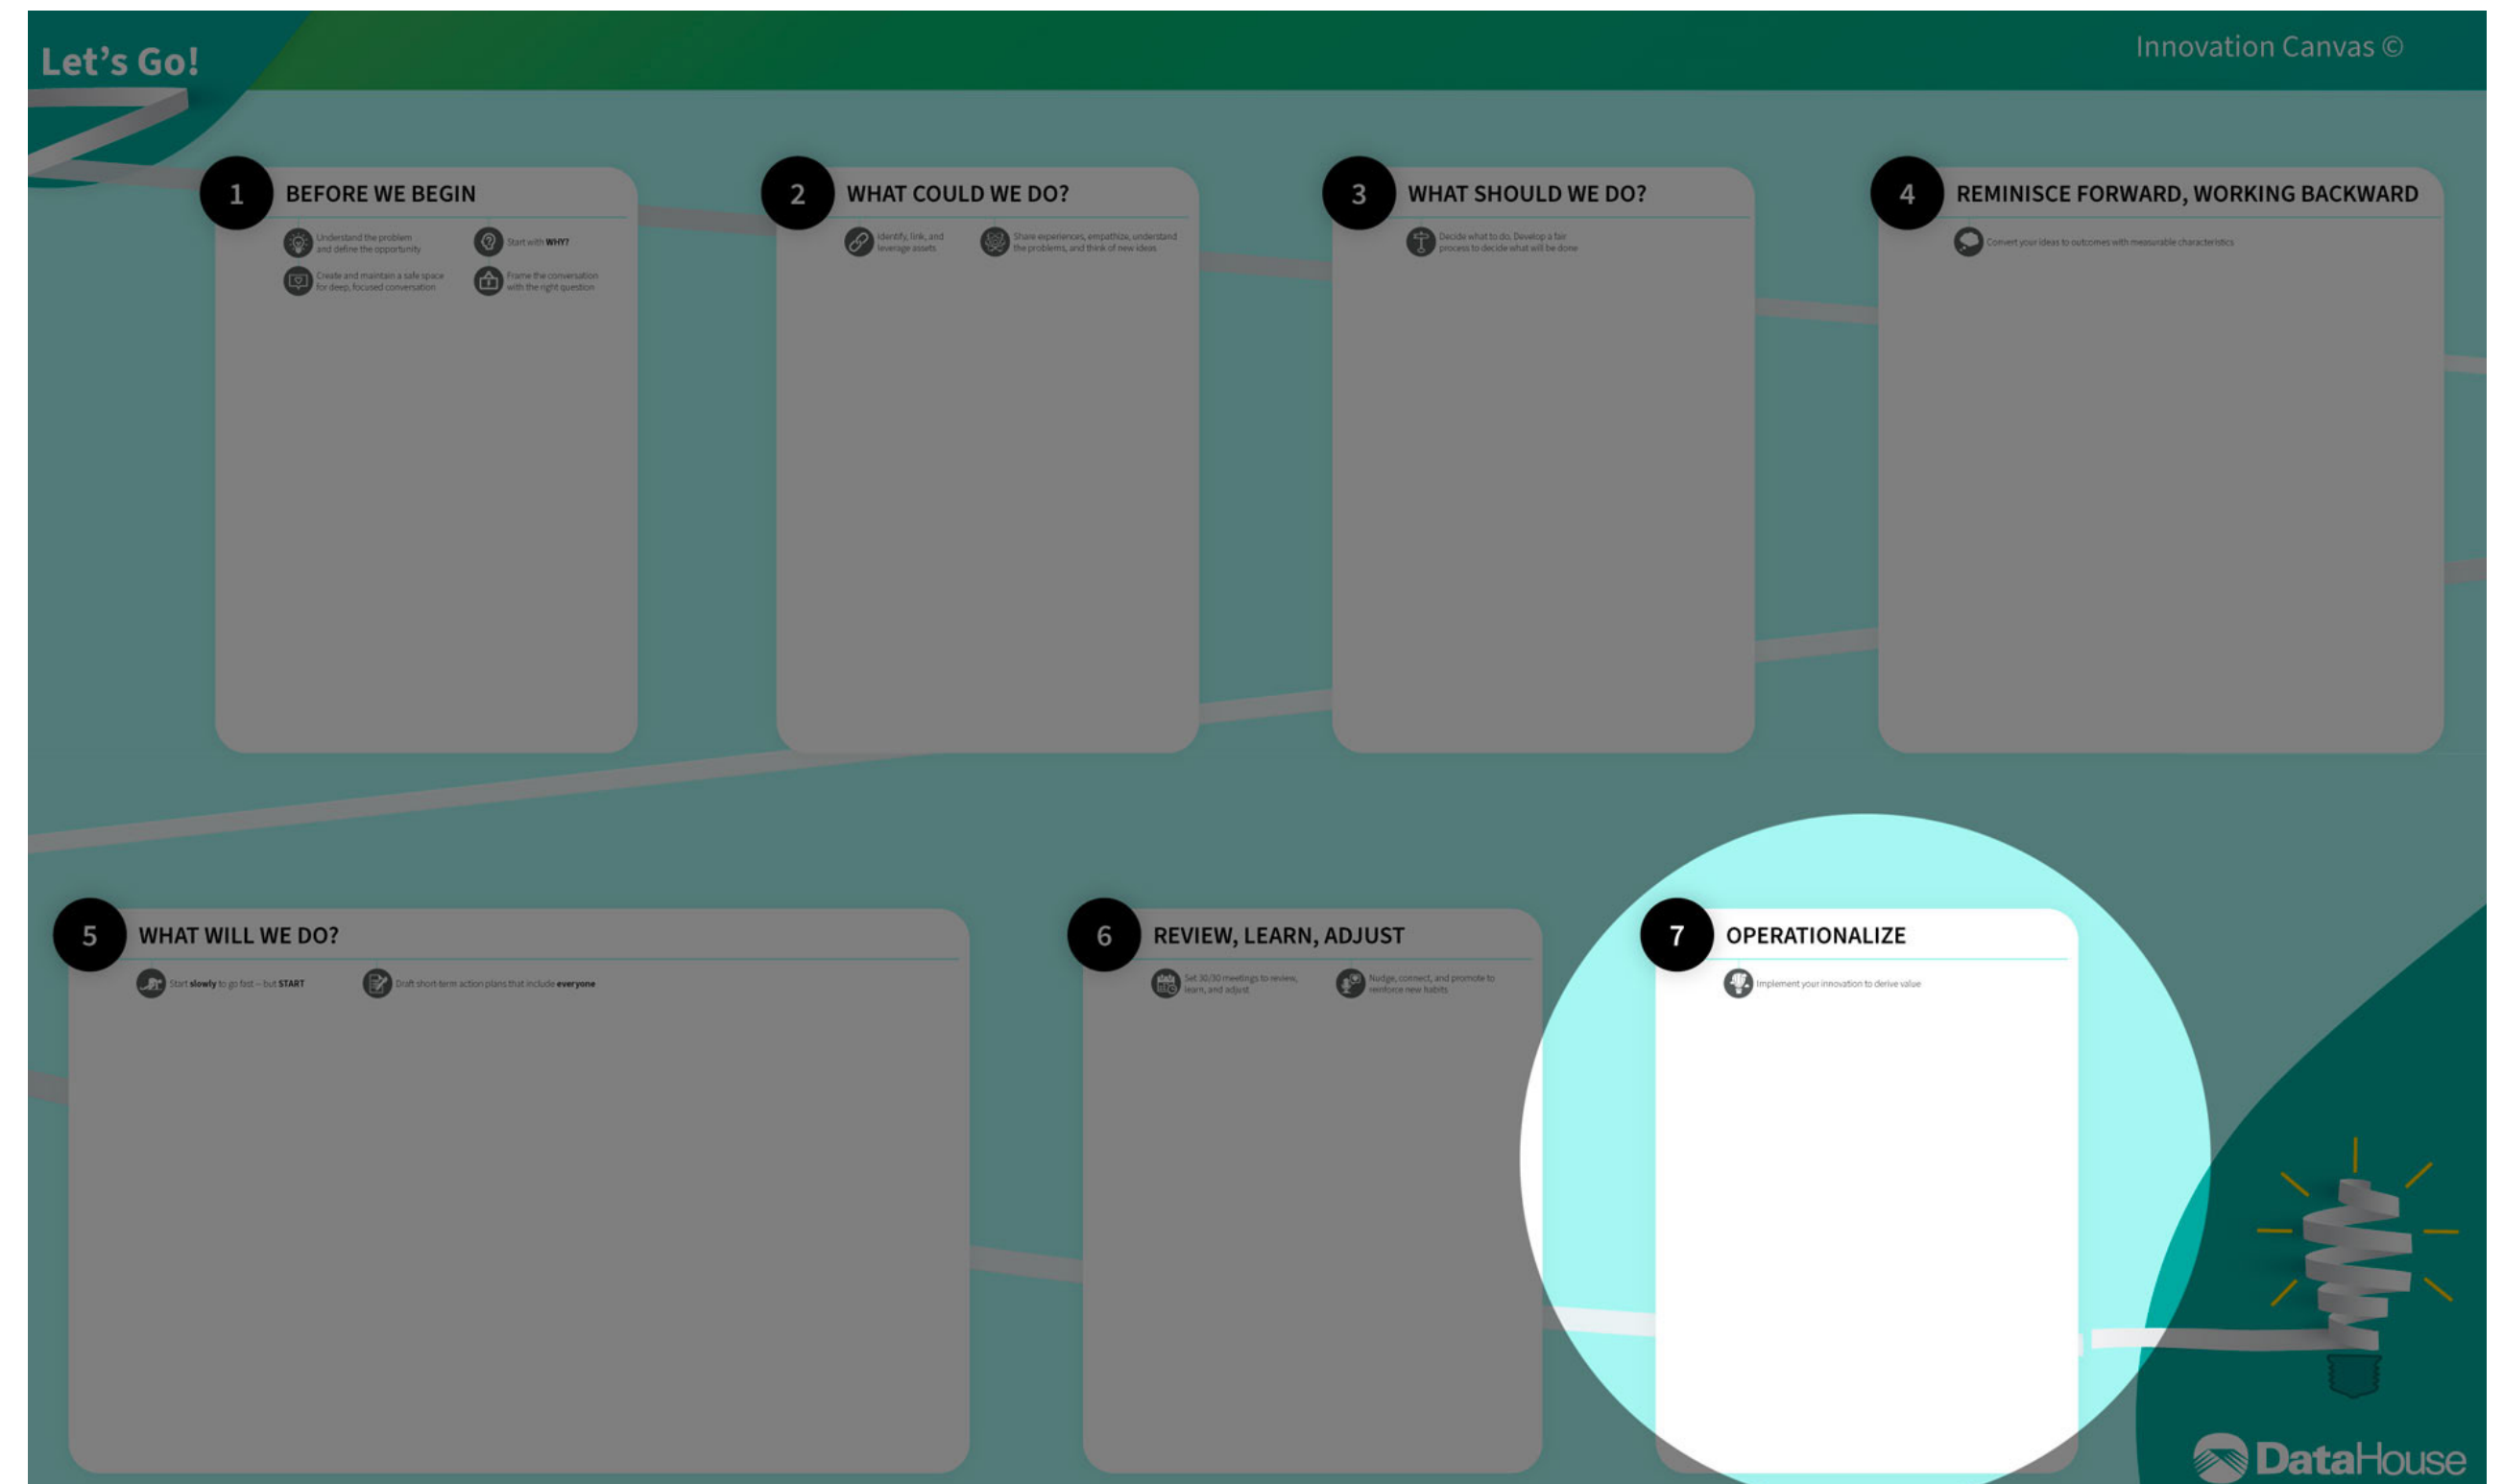 Let's Go!
Innovation Canvas ©
1
BEFORE WE BEGIN
Understand the problem
and define the opportunity
Start with WHY?
Create and maintain a safe space
for deep, focused conversation
Frame the conversation
with the right question
2
WHAT COULD WE DO?
Identify, link, and
leverage assets
Share experiences, empathize, understand
the problems, and think of new ideas
3
WHAT SHOULD WE DO?
Decide what to do. Develop a fair
process to decide what will be done
4
REMINISCE FORWARD, WORKING BACKWARD
Convert your ideas to outcomes with measurable characteristics
5
WHAT WILL WE DO?
Start slowly to go fast – but START
Draft short-term action plans that include everyone
6
REVIEW, LEARN, ADJUST
Set 30/30 meetings to review,
learn, and adjust
Nudge, connect, and promote to
reinforce new habits
7
OPERATIONALIZE
Implement your innovation to derive value
DataHouse